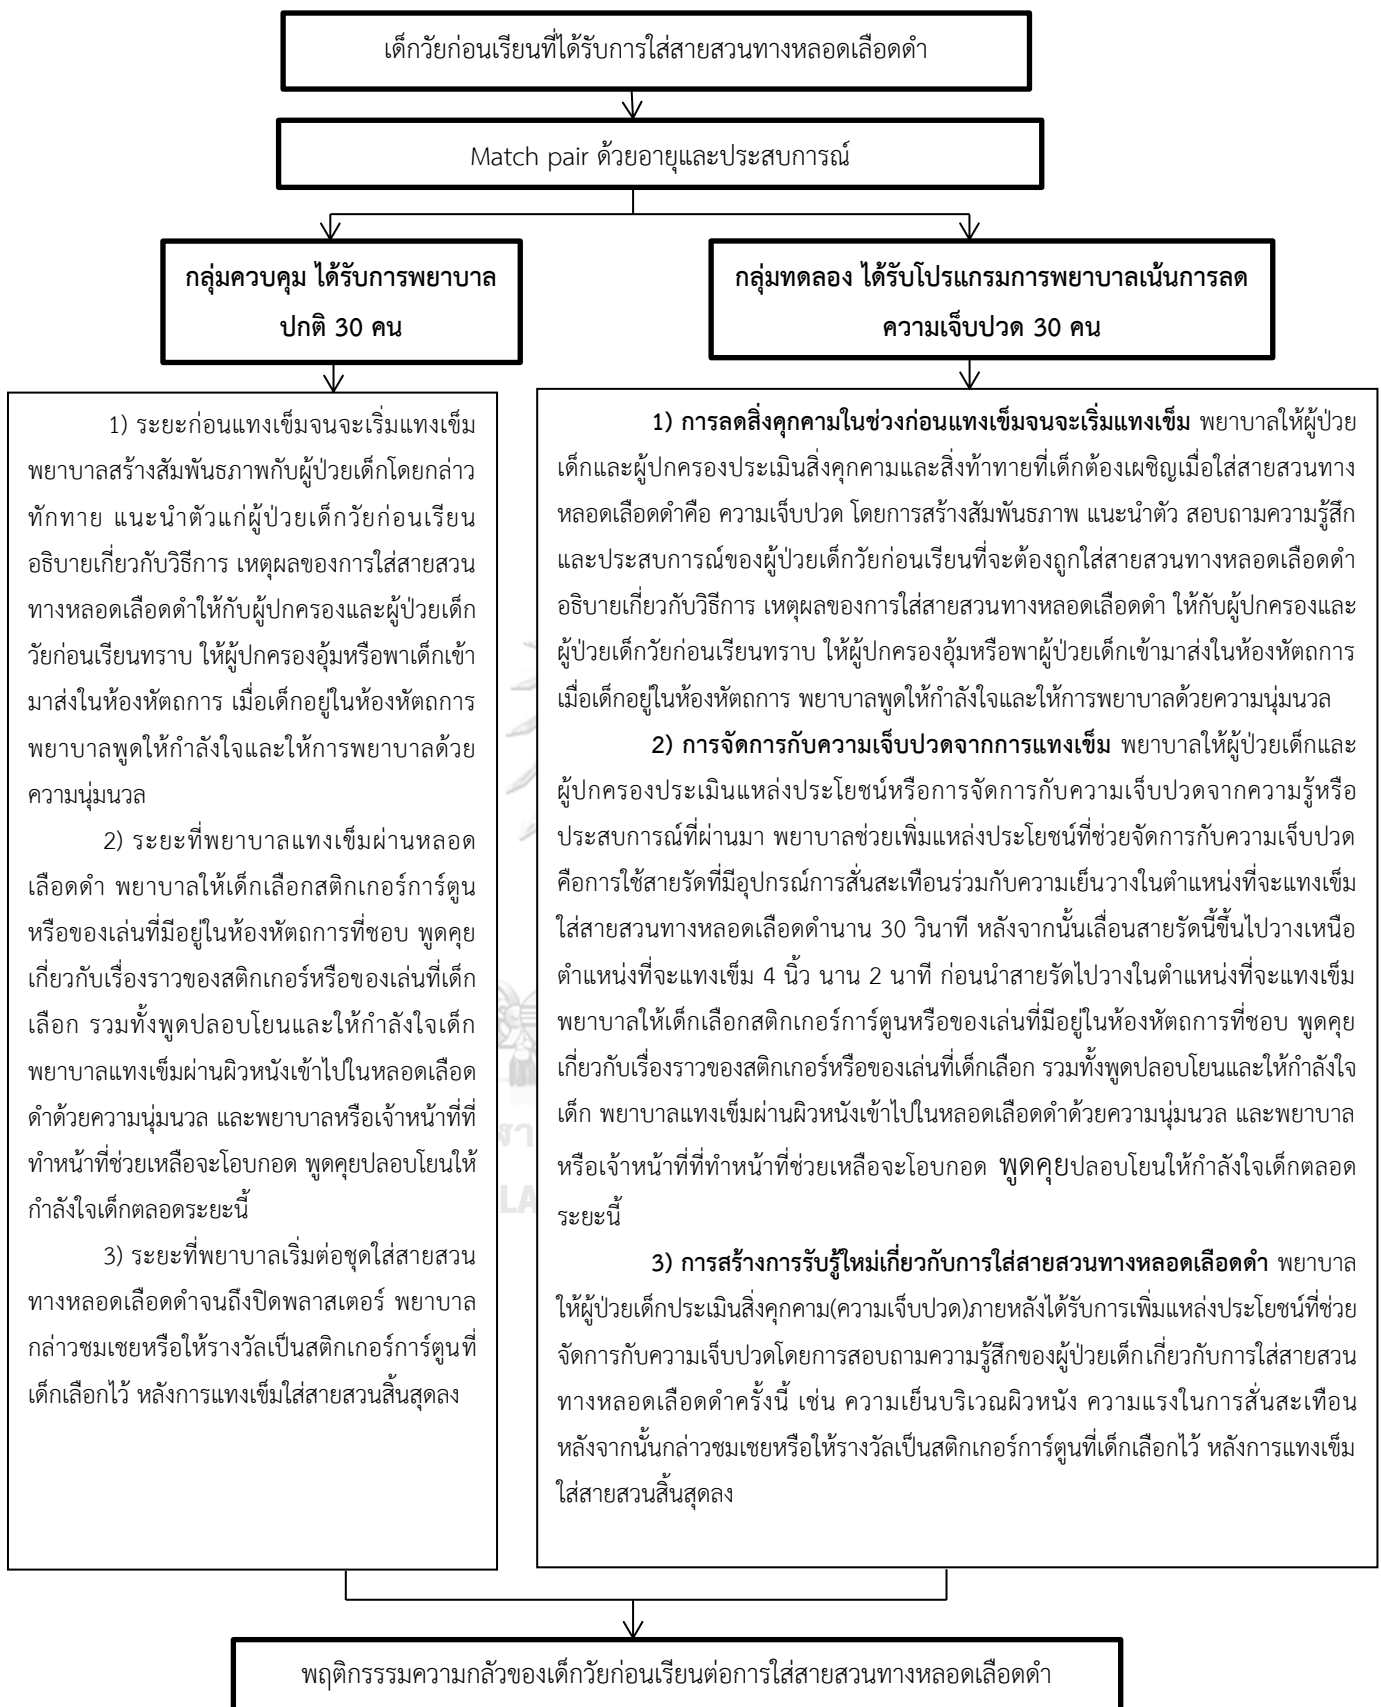 เด็กวัยก่อนเรียนที่ได้รับการใส่สายสวนทางหลอดเลือดดำ
Match pair ด้วยอายุและประสบการณ์
กลุ่มควบคุม ได้รับการพยาบาล
ปกติ 30 คน
กลุ่มทดลอง ได้รับโปรแกรมการพยาบาลเน้นการลด
ความเจ็บปวด 30 คน
1) ระยะก่อนแทงเข็มจนจะเริ่มแทงเข็ม
พยาบาลสร้างสัมพันธภาพกับผู้ป่วยเด็กโดยกล่าว
ทักทาย แนะนำตัวแก่ผู้ป่วยเด็กวัยก่อนเรียน
อธิบายเกี่ยวกับวิธีการ เหตุผลของการใส่สายสวน
ทางหลอดเลือดดำให้กับผู้ปกครองและผู้ป่วยเด็ก
วัยก่อนเรียนทราบ ให้ผู้ปกครองอุ้มหรือพาเด็กเข้า
มาส่งในห้องหัตถการ เมื่อเด็กอยู่ในห้องหัตถการ
พยาบาลพูดให้กำลังใจและให้การพยาบาลด้วย
ความนุ่มนวล
2) ระยะที่พยาบาลแทงเข็มผ่านหลอด
เลือดดำ พยาบาลให้เด็กเลือกสติกเกอร์การ์ตูน
หรือของเล่นที่มีอยู่ในห้องหัตถการที่ชอบ พูดคุย
เกี่ยวกับเรื่องราวของสติกเกอร์หรือของเล่นที่เด็ก
เลือก รวมทั้งพูดปลอบโยนและให้กำลังใจเด็ก
พยาบาลแทงเข็มผ่านผิวหนังเข้าไปในหลอดเลือด
ดำด้วยความนุ่มนวล และพยาบาลหรือเจ้าหน้าที่ที่
ทำหน้าที่ช่วยเหลือจะโอบกอด พูดคุยปลอบโยนให้
กำลังใจเด็กตลอดระยะนี้
3) ระยะที่พยาบาลเริ่มต่อชุดใส่สายสวน
ทางหลอดเลือดดำจนถึงปิดพลาสเตอร์ พยาบาล
กล่าวชมเชยหรือให้รางวัลเป็นสติกเกอร์การ์ตูนที่
เด็กเลือกไว้ หลังการแทงเข็มใส่สายสวนสิ้นสุดลง
1) การลดสิ่งคุกคามในช่วงก่อนแทงเข็มจนจะเริ่มแทงเข็ม พยาบาลให้ผู้ป่วย
เด็กและผู้ปกครองประเมินสิ่งคุกคามและสิ่งท้าทายที่เด็กต้องเผชิญเมื่อใส่สายสวนทาง
หลอดเลือดดำคือ ความเจ็บปวด โดยการสร้างสัมพันธภาพ แนะนำตัว สอบถามความรู้สึก
และประสบการณ์ของผู้ป่วยเด็กวัยก่อนเรียนที่จะต้องถูกใส่สายสวนทางหลอดเลือดดำ
อธิบายเกี่ยวกับวิธีการ เหตุผลของการใส่สายสวนทางหลอดเลือดดำ ให้กับผู้ปกครองและ
ผู้ป่วยเด็กวัยก่อนเรียนทราบ ให้ผู้ปกครองอุ้มหรือพาผู้ป่วยเด็กเข้ามาส่งในห้องหัตถการ
เมื่อเด็กอยู่ในห้องหัตถการ พยาบาลพูดให้กำลังใจและให้การพยาบาลด้วยความนุ่มนวล
2) การจัดการกับความเจ็บปวดจากการแทงเข็ม พยาบาลให้ผู้ป่วยเด็กและ
ผู้ปกครองประเมินแหล่งประโยชน์หรือการจัดการกับความเจ็บปวดจากความรู้หรือ
ประสบการณ์ที่ผ่านมา พยาบาลช่วยเพิ่มแหล่งประโยชน์ที่ช่วยจัดการกับความเจ็บปวด
คือการใช้สายรัดที่มีอุปกรณ์การสั่นสะเทือนร่วมกับความเย็นวางในตำแหน่งที่จะแทงเข็ม
ใส่สายสวนทางหลอดเลือดดำนาน 30 วินาที หลังจากนั้นเลื่อนสายรัดนี้ขึ้นไปวางเหนือ
ตำแหน่งที่จะแทงเข็ม 4 นิ้ว นาน 2 นาที ก่อนนำสายรัดไปวางในตำแหน่งที่จะแทงเข็ม
พยาบาลให้เด็กเลือกสติกเกอร์การ์ตูนหรือของเล่นที่มีอยู่ในห้องหัตถการที่ชอบ พูดคุย
เกี่ยวกับเรื่องราวของสติกเกอร์หรือของเล่นที่เด็กเลือก รวมทั้งพูดปลอบโยนและให้กำลังใจ
เด็ก พยาบาลแทงเข็มผ่านผิวหนังเข้าไปในหลอดเลือดดำด้วยความนุ่มนวล และพยาบาล
หรือเจ้าหน้าที่ที่ทำหน้าที่ช่วยเหลือจะโอบกอด พูดคุยปลอบโยนให้กำลังใจเด็กตลอด
ระยะนี้
3) การสร้างการรับรู้ใหม่เกี่ยวกับการใส่สายสวนทางหลอดเลือดดำ พยาบาล
ให้ผู้ป่วยเด็กประเมินสิ่งคุกคาม(ความเจ็บปวด)ภายหลังได้รับการเพิ่มแหล่งประโยชน์ที่ช่วย
จัดการกับความเจ็บปวดโดยการสอบถามความรู้สึกของผู้ป่วยเด็กเกี่ยวกับการใส่สายสวน
ทางหลอดเลือดดำครั้งนี้ เช่น ความเย็นบริเวณผิวหนัง ความแรงในการสั่นสะเทือน
หลังจากนั้นกล่าวชมเชยหรือให้รางวัลเป็นสติกเกอร์การ์ตูนที่เด็กเลือกไว้ หลังการแทงเข็ม
ใส่สายสวนสิ้นสุดลง
พฤติกรรรมความกลัวของเด็กวัยก่อนเรียนต่อการใส่สายสวนทางหลอดเลือดดำ